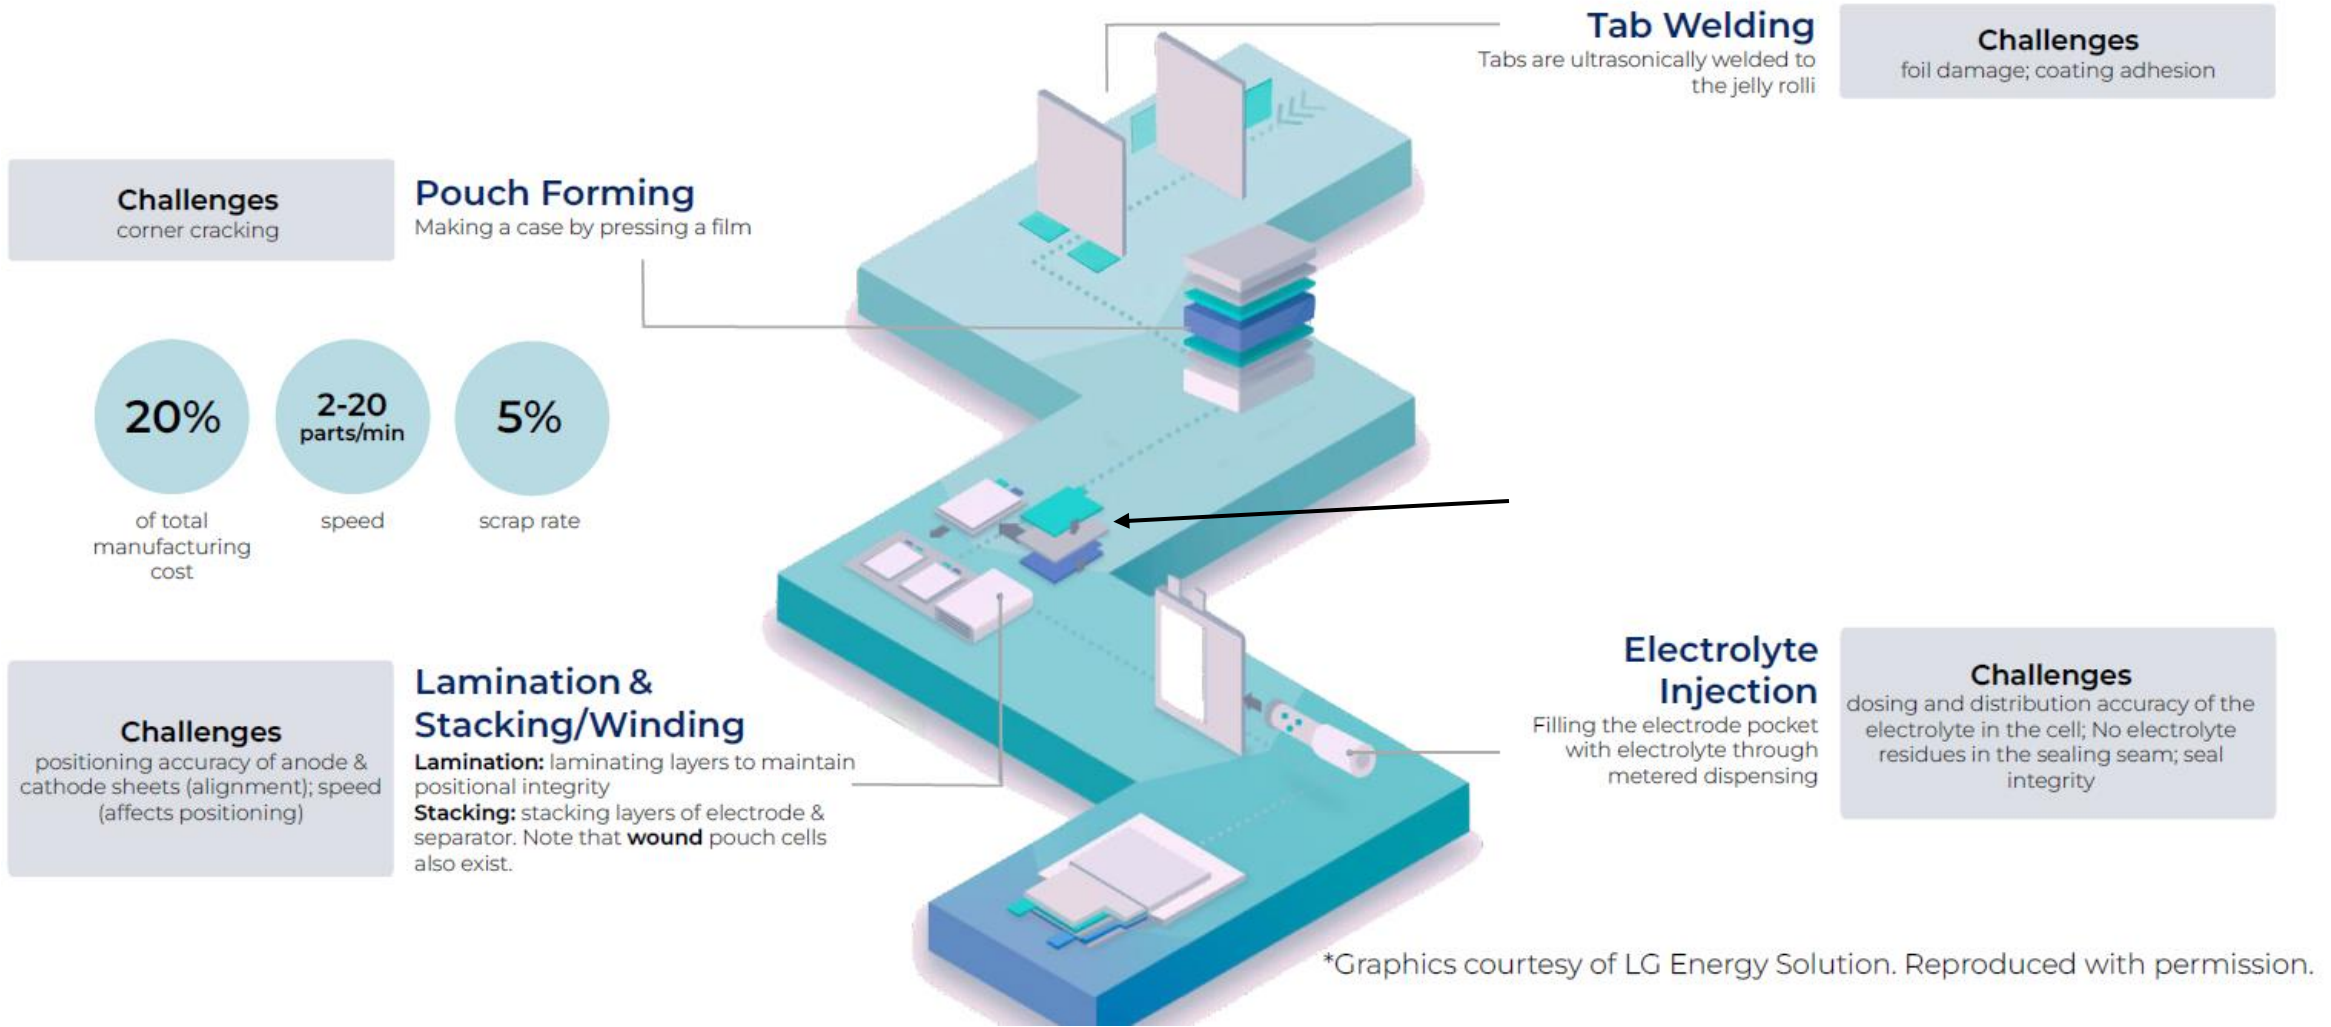 Tab Welding
Tabs are ultrasonically welded to
the jelly rolli
Challenges
foil damage; coating adhesion
Challenges
corner cracking
Pouch Forming
Making a case by pressing a film
20%
of total
manufacturing
cost
2-20
parts/min
speed
5%
scrap rate
Challenges
positioning accuracy of anode &
cathode sheets (alignment); speed
(affects positioning)
Lamination &
Stacking/Winding
Lamination: laminating layers to maintain
positional integrity
Stacking: stacking layers of electrode &
separator. Note that wound pouch cells
also exist.
Electrolyte
Injection
Filling the electrode pocket
with electrolyte through
metered dispensing
Challenges
dosing and distribution accuracy of the
electrolyte in the cell; No electrolyte
residues in the sealing seam; seal
integrity
*Graphics courtesy of LG Energy Solution. Reproduced with permission.